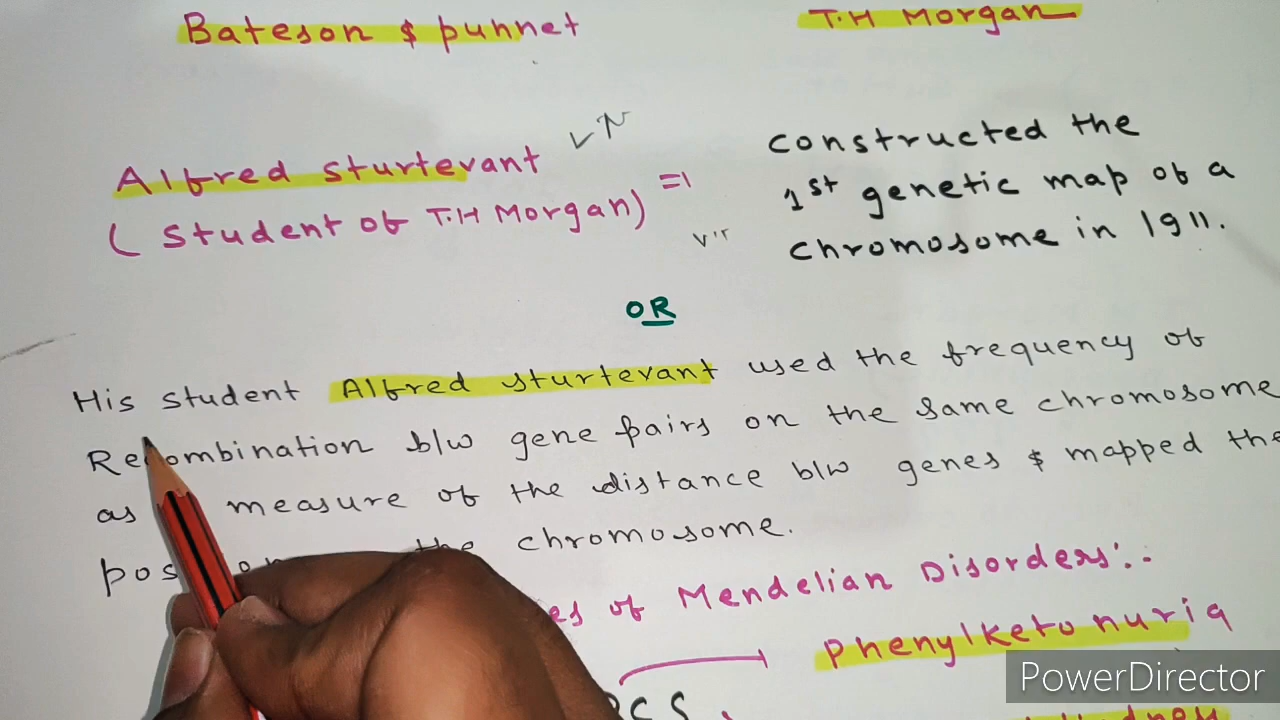 Bateson & punnet
T.H Morgan
Alfred sturtevant
(Student of T.H Morgan) =)
constructed the
1st genetic map of a
chromosome in 1911.
OR
His student Alfred sturtevant used the frequency of
Recombination b/w gene pairs on the same chromosome
as measure of the distance b/w genes & mapped the
the chromosome.
of Mendelian Disorders:.
Phenylketonuria
PowerDirector